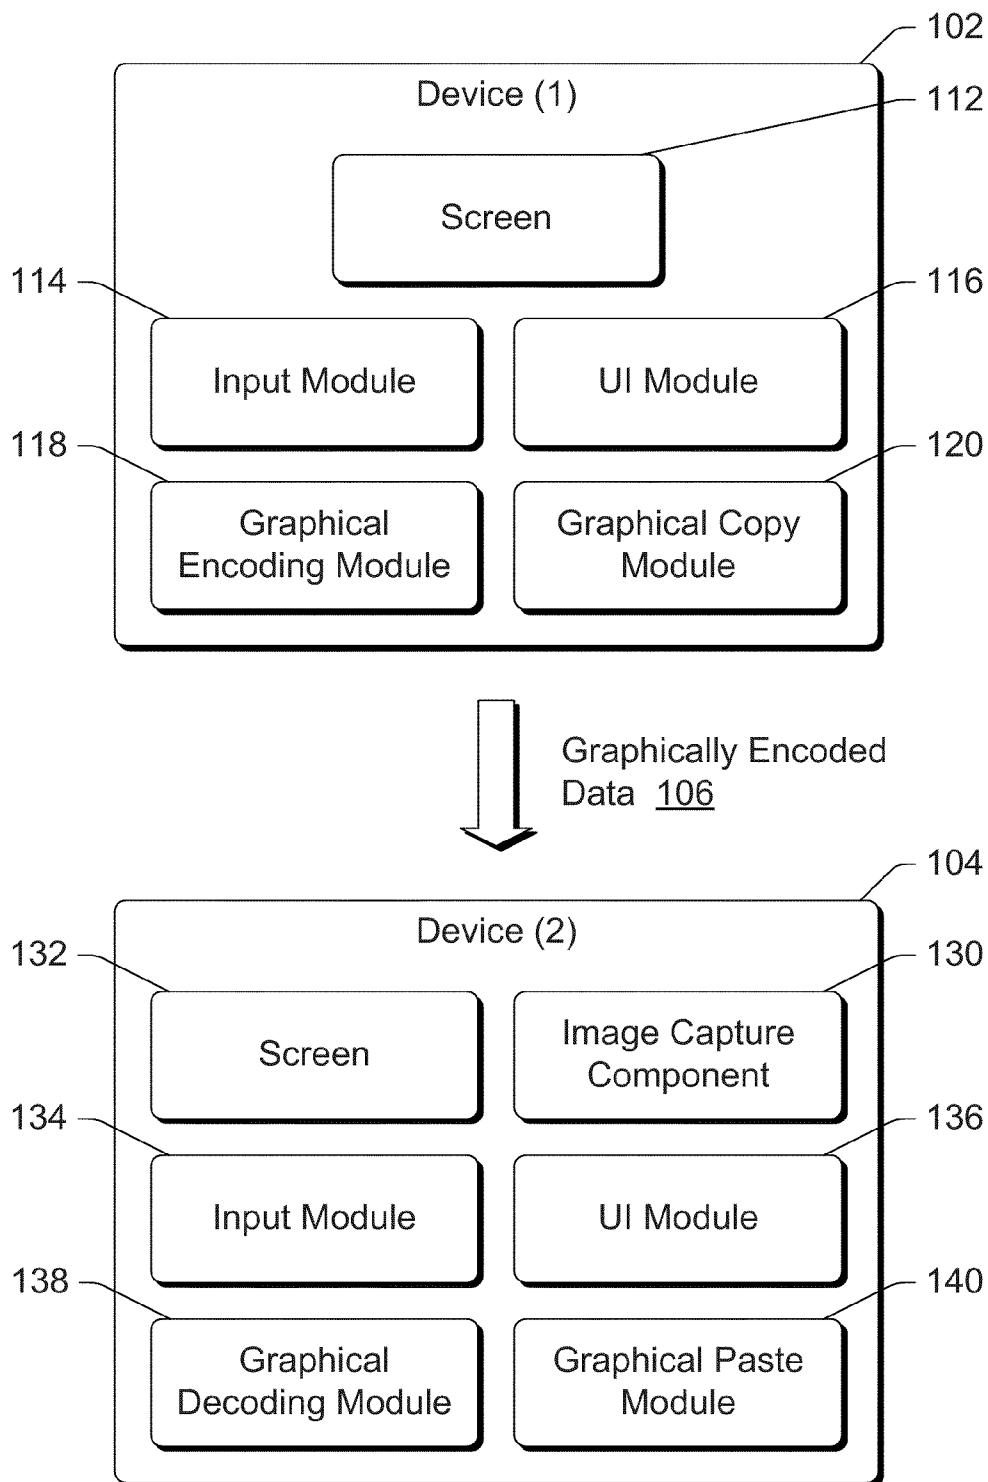 102
Device (1)
112
Screen
114
116
Input Module
UI Module
118
120
Graphical
Encoding Module
Graphical Copy
Module
Graphically Encoded
Data 106
104
Device (2)
132
130
Screen
Image Capture
Component
134
136
Input Module
UI Module
138
140
Graphical
Decoding Module
Graphical Paste
Module